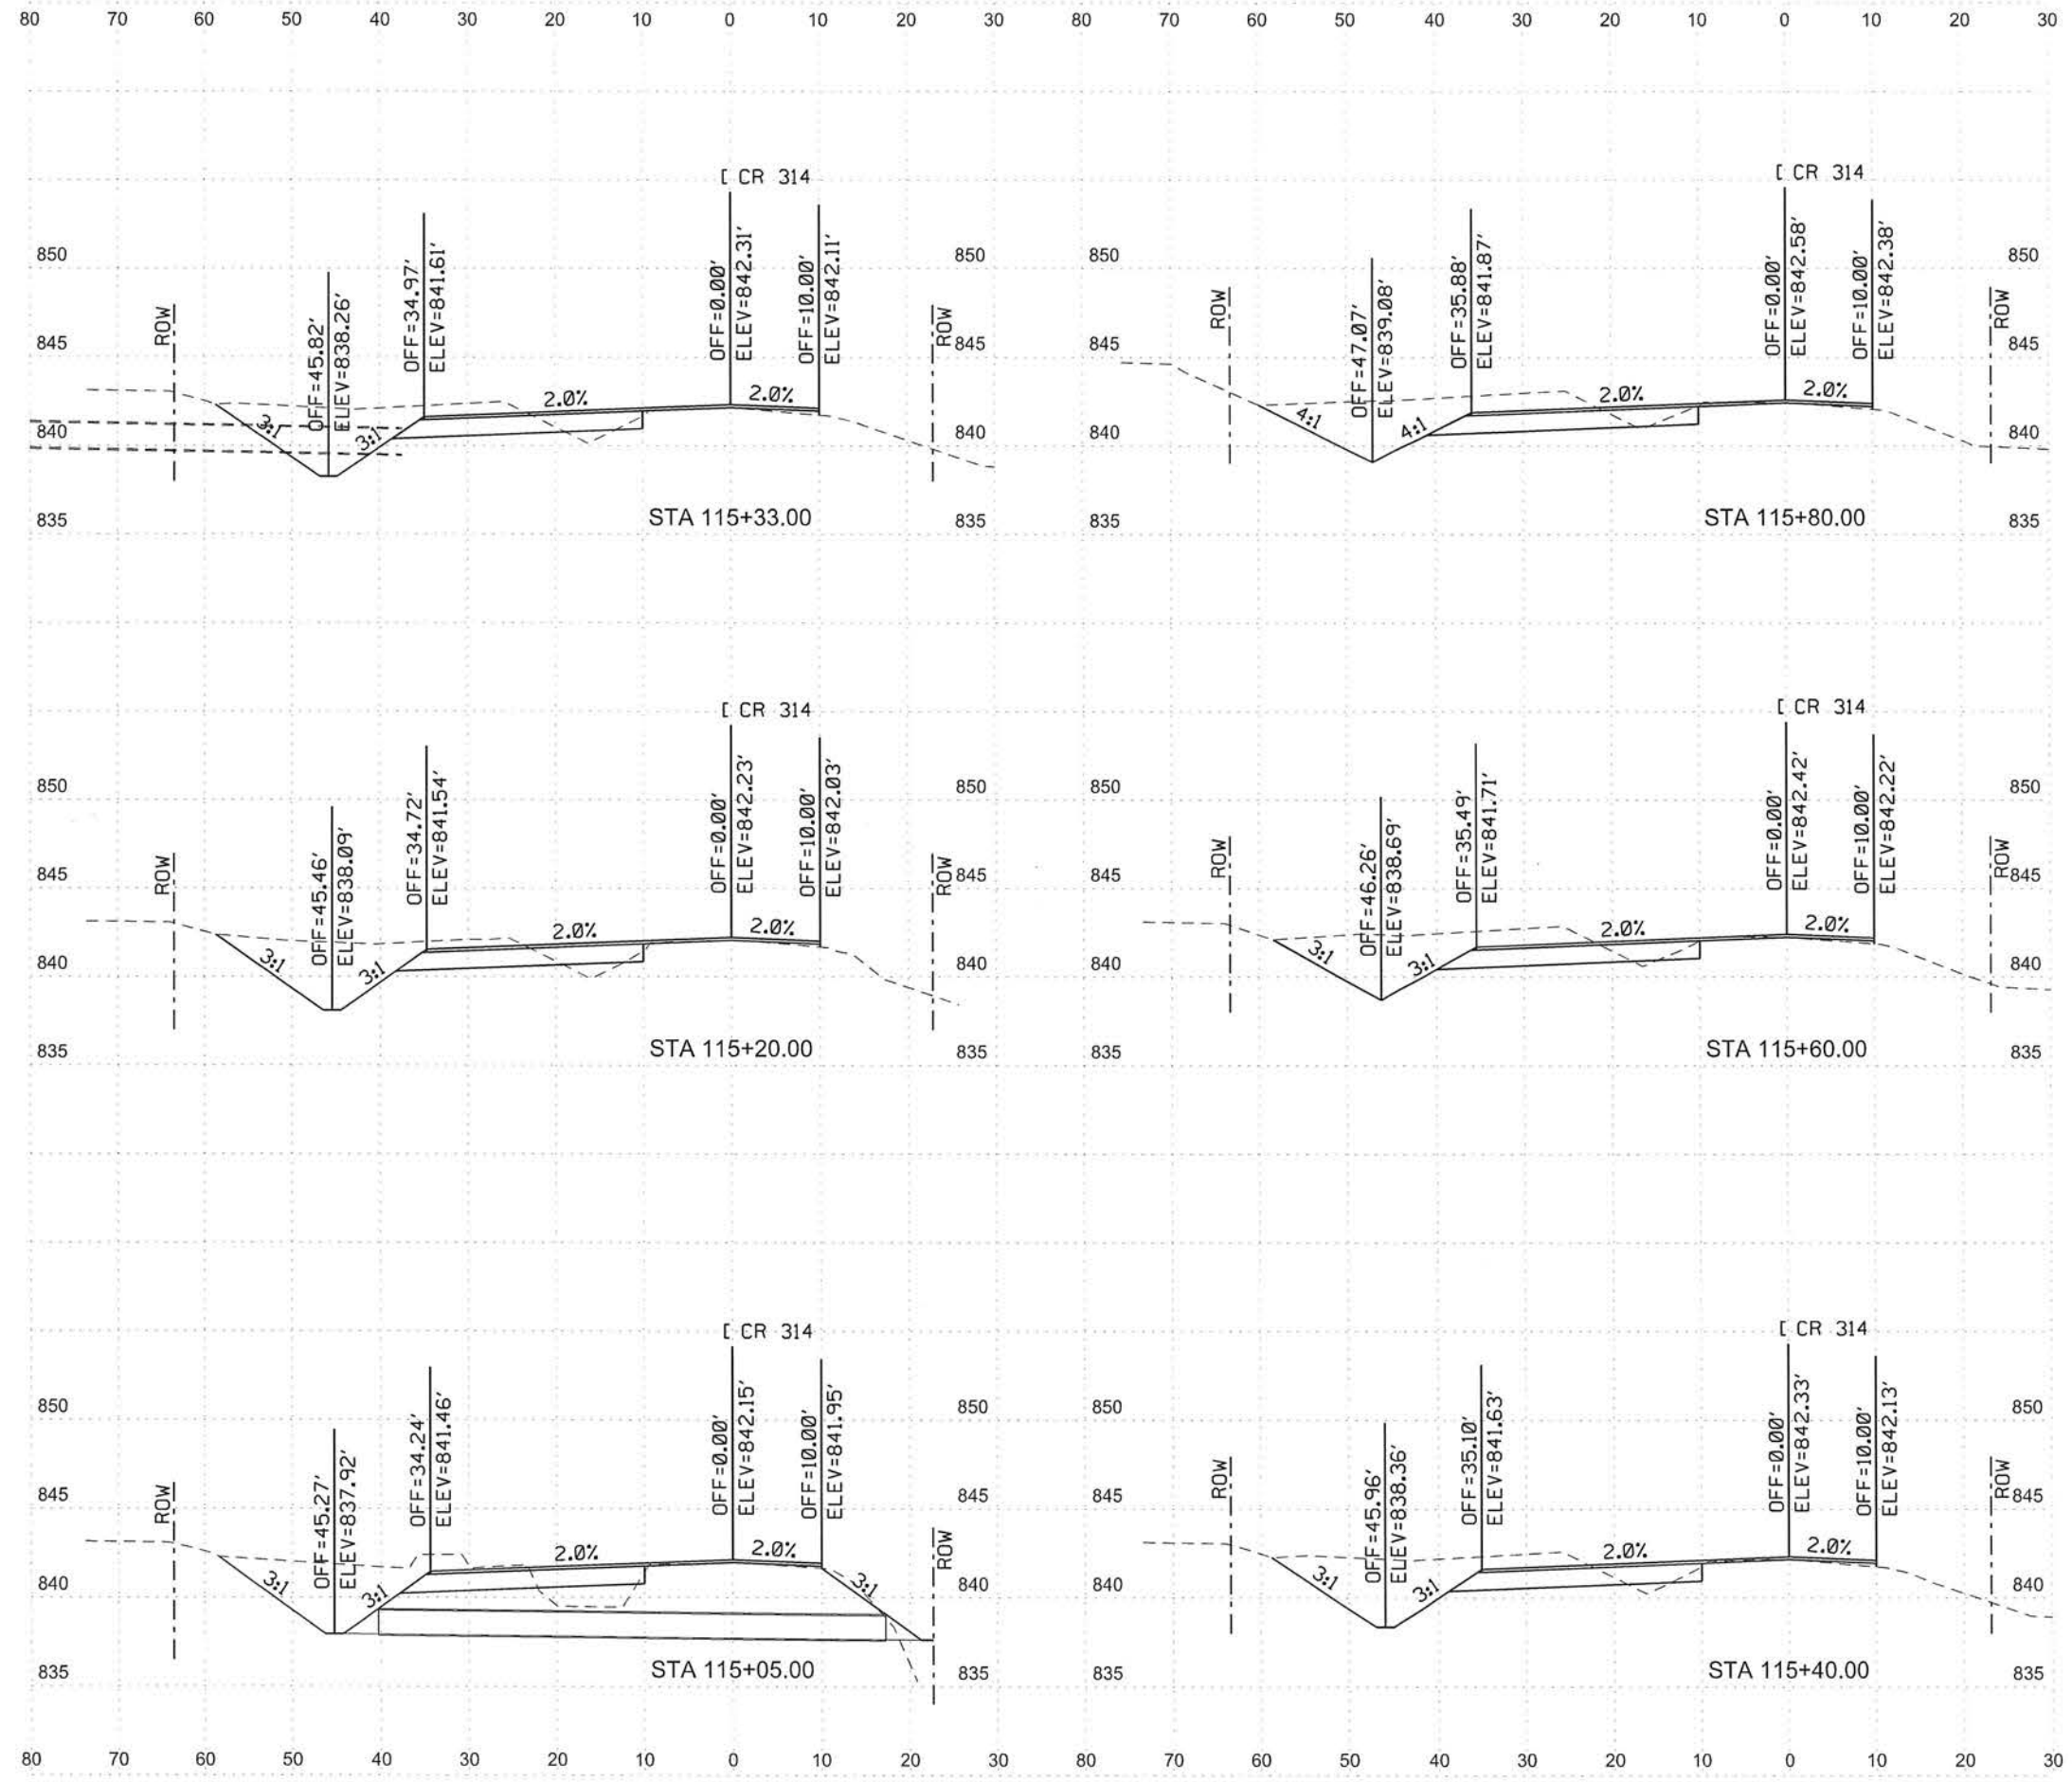 80 70 60 50 40 30 20 10 0 10 20 30 80 70 60 50 40 30 20 10 0 10 20 30
[ CR 314
850
845
840
835
ROW
OFF=45.82'
ELEV=838.26'
OFF=34.97'
ELEV=841.61'
OFF=0.00'
ELEV=842.31'
OFF=10.00'
ELEV=842.11'
3:1
3:1
2.0%
2.0%
ROW
850
845
840
835
STA 115+33.00
[ CR 314
850
845
840
835
ROW
OFF=47.07'
ELEV=839.08'
OFF=35.88'
ELEV=841.87'
OFF=0.00'
ELEV=842.58'
OFF=10.00'
ELEV=842.38'
4:1
4:1
2.0%
2.0%
ROW
850
845
840
835
STA 115+80.00
[ CR 314
850
845
840
835
ROW
OFF=45.46'
ELEV=838.09'
OFF=34.72'
ELEV=841.54'
OFF=0.00'
ELEV=842.23'
OFF=10.00'
ELEV=842.03'
3:1
3:1
2.0%
2.0%
ROW
850
845
840
835
STA 115+20.00
[ CR 314
850
845
840
835
ROW
OFF=46.26'
ELEV=838.69'
OFF=35.49'
ELEV=841.71'
OFF=0.00'
ELEV=842.42'
OFF=10.00'
ELEV=842.22'
3:1
3:1
2.0%
2.0%
ROW
850
845
840
835
STA 115+60.00
[ CR 314
850
845
840
835
ROW
OFF=45.27'
ELEV=837.92'
OFF=34.24'
ELEV=841.46'
OFF=0.00'
ELEV=842.15'
OFF=10.00'
ELEV=841.95'
3:1
3:1
2.0%
2.0%
3:1
ROW
850
845
840
835
STA 115+05.00
[ CR 314
850
845
840
835
ROW
OFF=45.96'
ELEV=838.36'
OFF=35.10'
ELEV=841.63'
OFF=0.00'
ELEV=842.33'
OFF=10.00'
ELEV=842.13'
3:1
3:1
2.0%
2.0%
ROW
850
845
840
835
STA 115+40.00
80 70 60 50 40 30 20 10 0 10 20 30 70 60 50 40 30 20 10 0 10 20 30